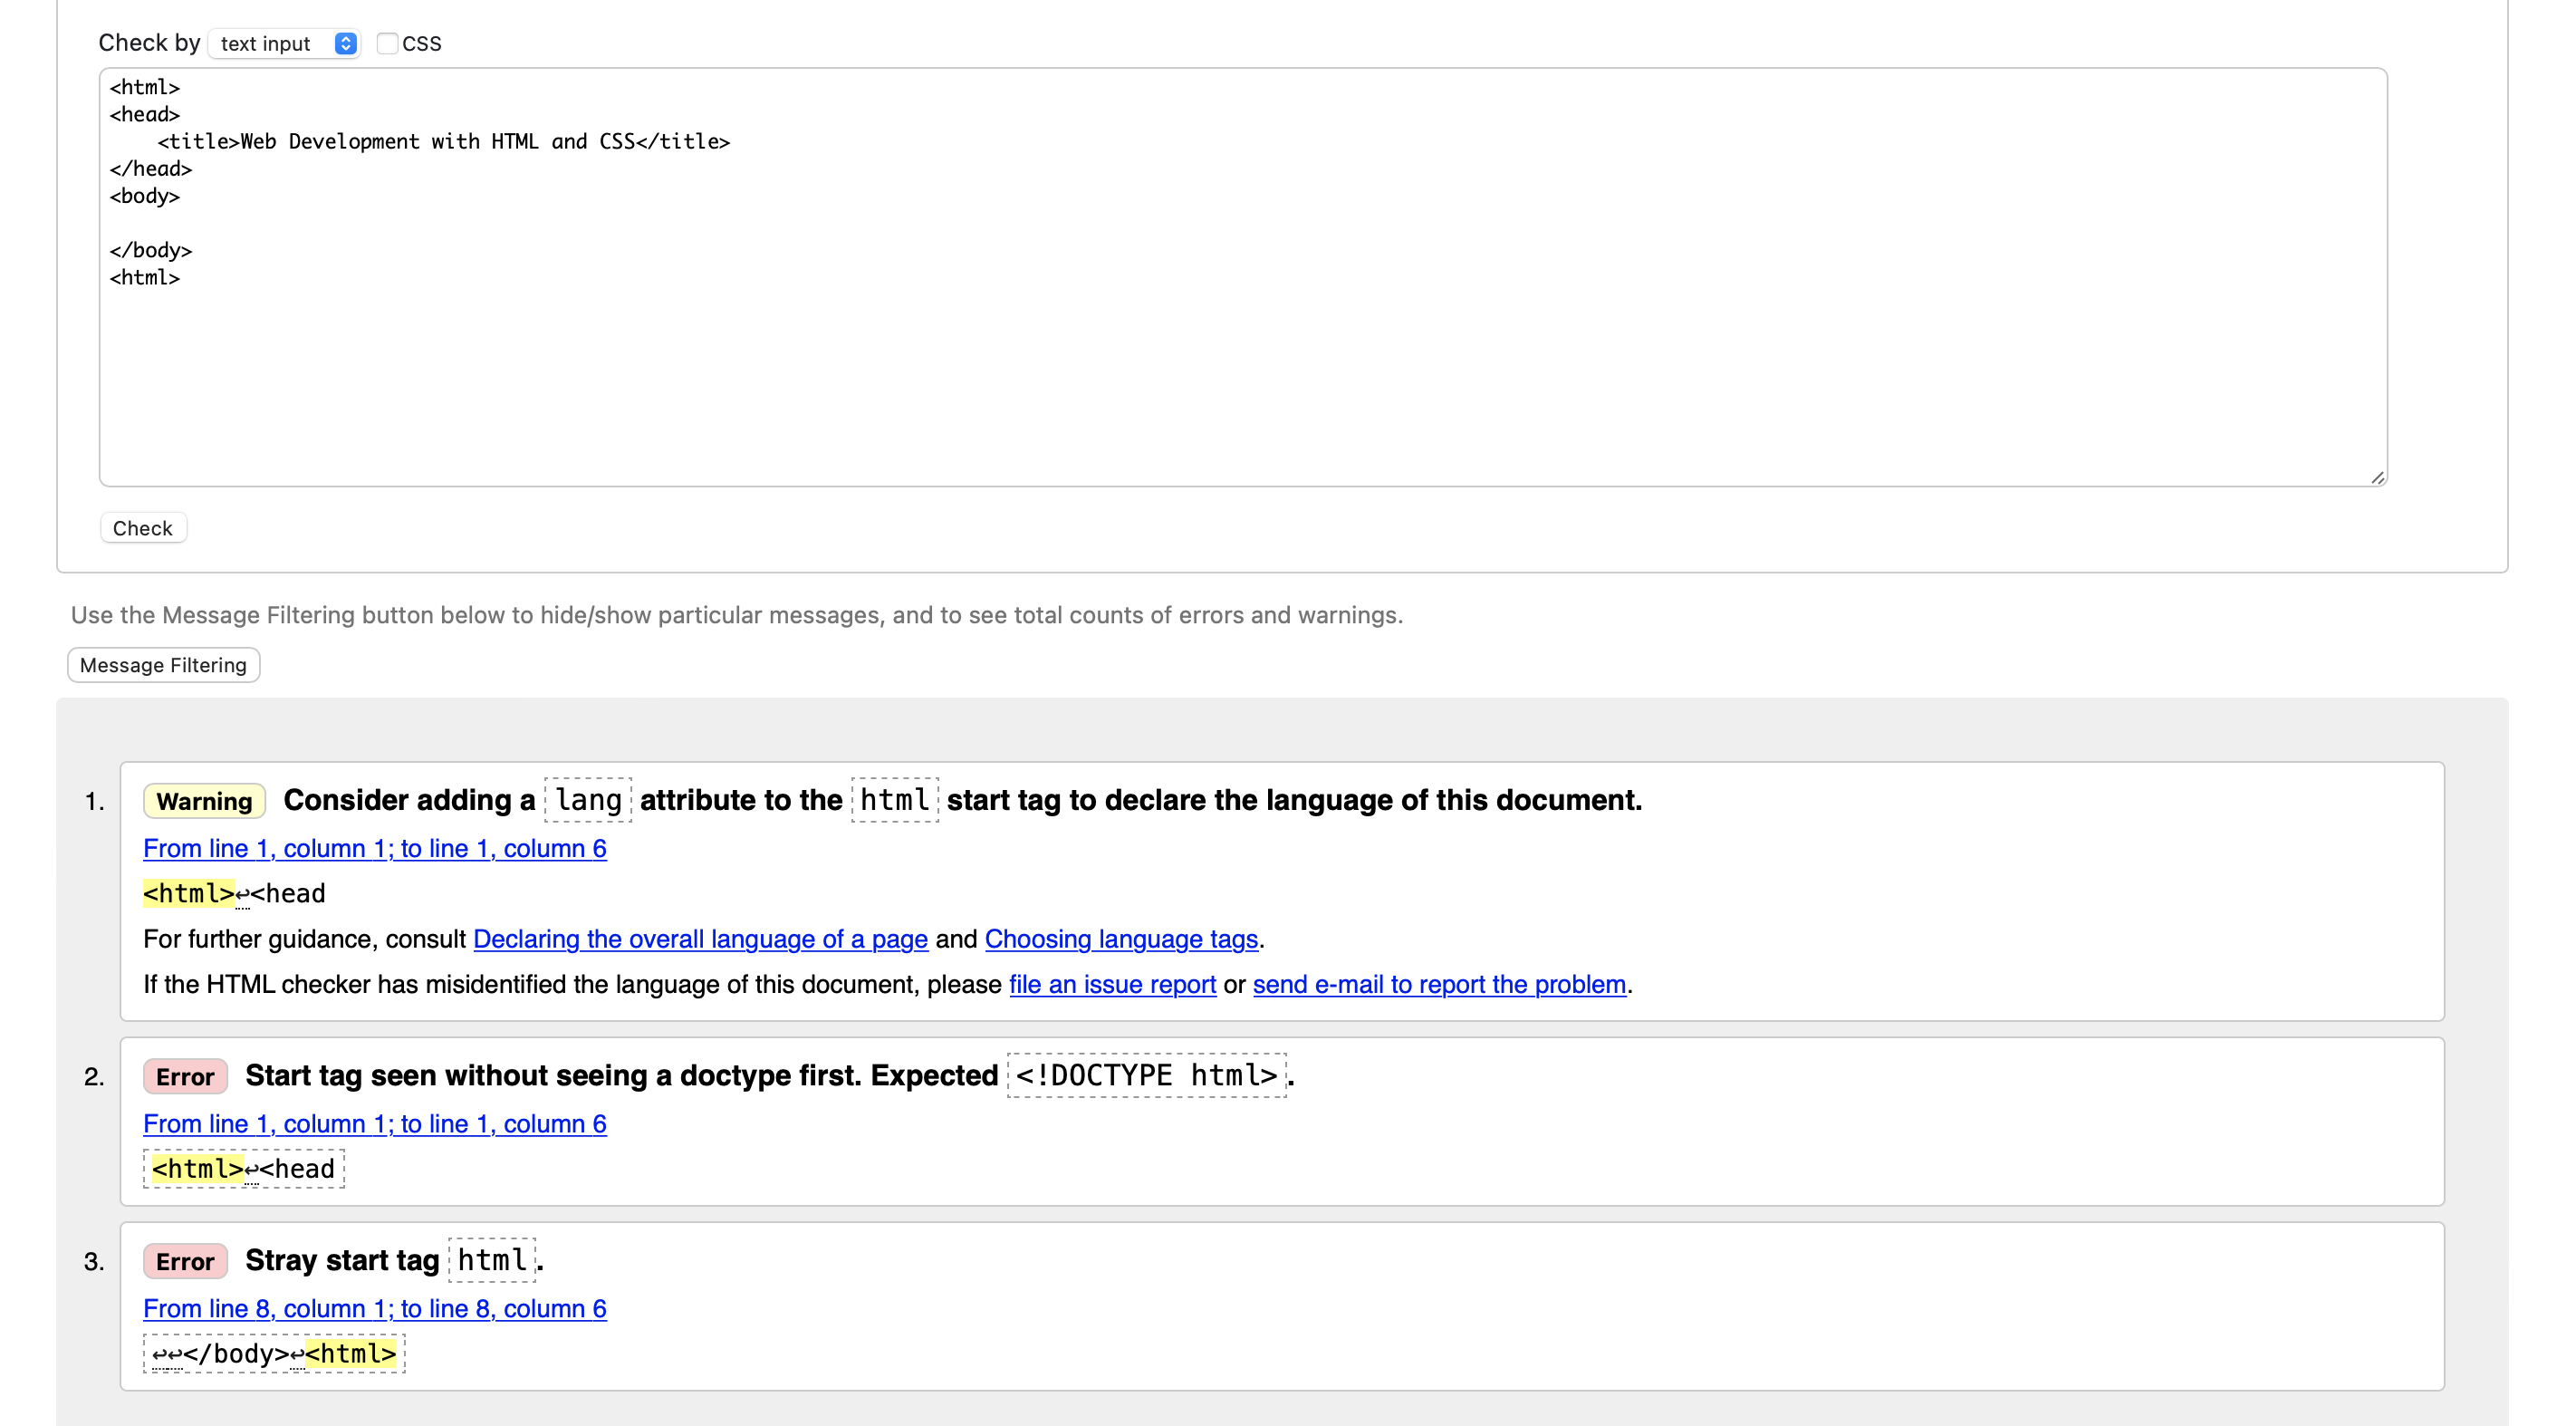 Check by text input CSS
<html>
<head>
    <title>Web Development with HTML and CSS</title>
</head>
<body>
</body>
<html>
Check
Use the Message Filtering button below to hide/show particular messages, and to see total counts of errors and warnings.
Message Filtering
1. Warning Consider adding a lang attribute to the html start tag to declare the language of this document.
From line 1, column 1; to line 1, column 6
<html>↩<head
For further guidance, consult Declaring the overall language of a page and Choosing language tags.
If the HTML checker has misidentified the language of this document, please file an issue report or send e-mail to report the problem.
2. Error Start tag seen without seeing a doctype first. Expected <!DOCTYPE html>.
From line 1, column 1; to line 1, column 6
<html>↩<head
3. Error Stray start tag html.
From line 8, column 1; to line 8, column 6
↩↩</body>↩<html>